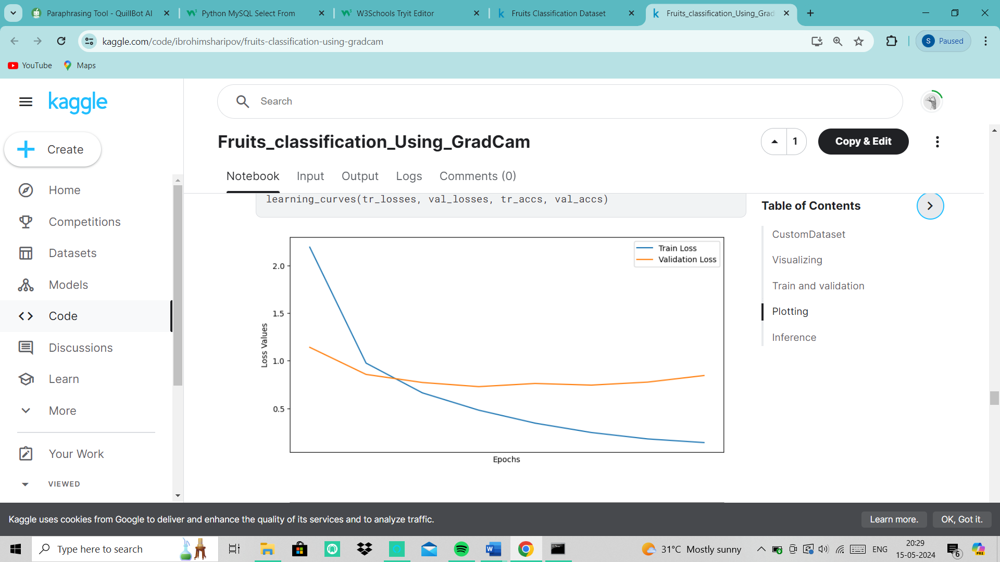 Paraphrasing Tool - QuillBot AI
Python MySQL Select From
W3Schools Tryit Editor
Fruits Classification Dataset
Fruits_classification_Using_Grad
kaggle.com/code/ibrohimsharipov/fruits-classification-using-gradcam
S Paused
YouTube
Maps
kaggle
Search
Create
Fruits_classification_Using_GradCam
1
Copy & Edit
Notebook
Input
Output
Logs
Comments (0)
Home
Competitions
Datasets
Models
Code
Discussions
Learn
More
Your Work
VIEWED
learning_curves(tr_losses, val_losses, tr_accs, val_accs)
Train Loss
Validation Loss
2.0
1.5
1.0
0.5
Loss Values
Epochs
Table of Contents
CustomDataset
Visualizing
Train and validation
Plotting
Inference
Kaggle uses cookies from Google to deliver and enhance the quality of its services and to analyze traffic.
Learn more.
OK, Got it.
Type here to search
W
31°C Mostly sunny
ENG
20:29
15-05-2024
6
PRE